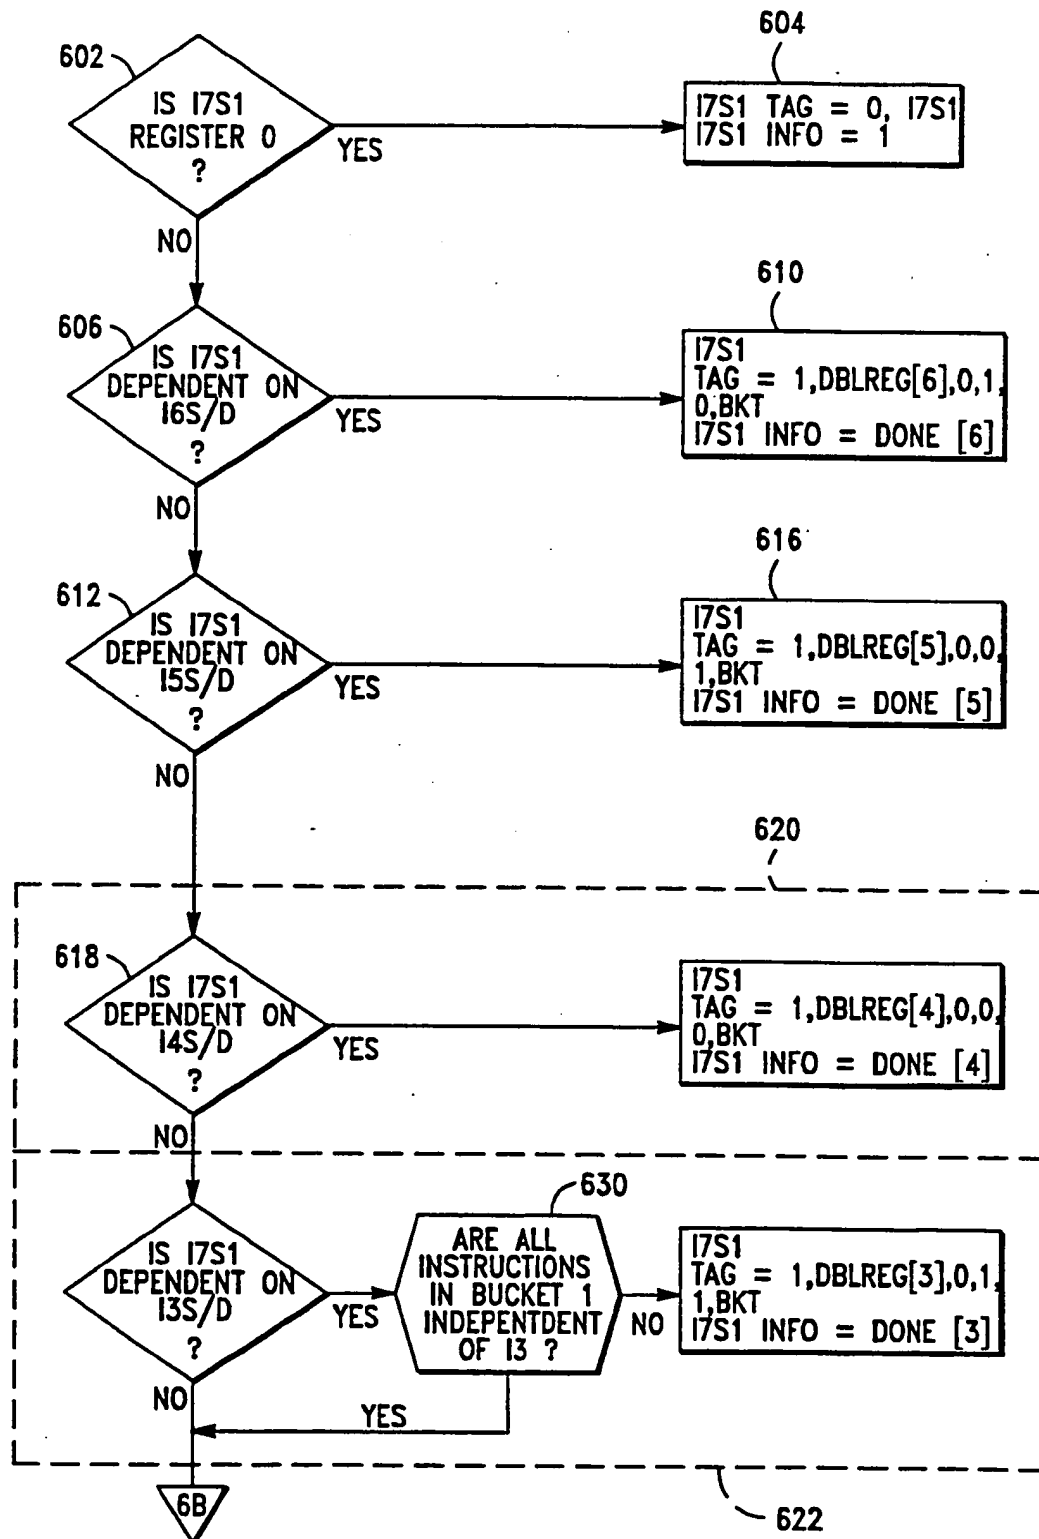 602
IS I7S1
REGISTER 0
?
YES
NO
604
I7S1 TAG = 0, I7S1
I7S1 INFO = 1
606
IS I7S1
DEPENDENT ON
I6S/D
?
YES
NO
610
I7S1
TAG = 1,DBLREG[6],0,1,
0,BKT
I7S1 INFO = DONE [6]
612
IS I7S1
DEPENDENT ON
I5S/D
?
YES
NO
616
I7S1
TAG = 1,DBLREG[5],0,0,
1,BKT
I7S1 INFO = DONE [5]
620
618
IS I7S1
DEPENDENT ON
I4S/D
?
YES
NO
I7S1
TAG = 1,DBLREG[4],0,0,
0,BKT
I7S1 INFO = DONE [4]
IS I7S1
DEPENDENT ON
I3S/D
?
YES
NO
630
ARE ALL
INSTRUCTIONS
IN BUCKET 1
INDEPENTDENT
OF I3 ?
NO
YES
I7S1
TAG = 1,DBLREG[3],0,1,
1,BKT
I7S1 INFO = DONE [3]
6B
622